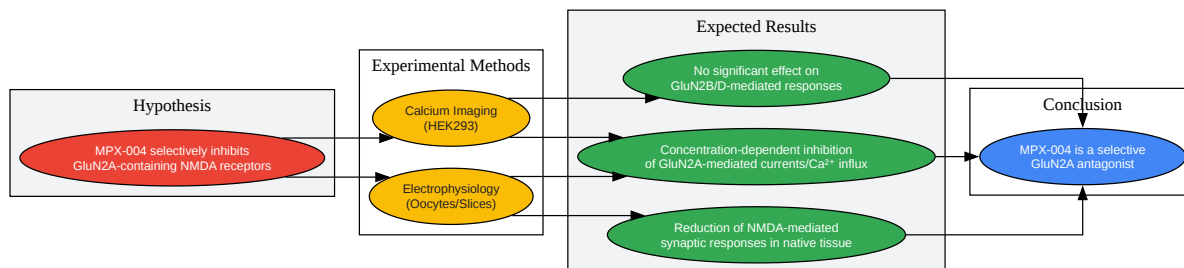 Hypothesis
MPX-004 selectively inhibits
GluN2A-containing NMDA receptors
Experimental Methods
Calcium Imaging
(HEK293)
Electrophysiology
(Oocytes/Slices)
Expected Results
No significant effect on
GluN2B/D-mediated responses
Concentration-dependent inhibition
of GluN2A-mediated currents/Ca²⁺ influx
Reduction of NMDA-mediated
synaptic responses in native tissue
Conclusion
MPX-004 is a selective
GluN2A antagonist